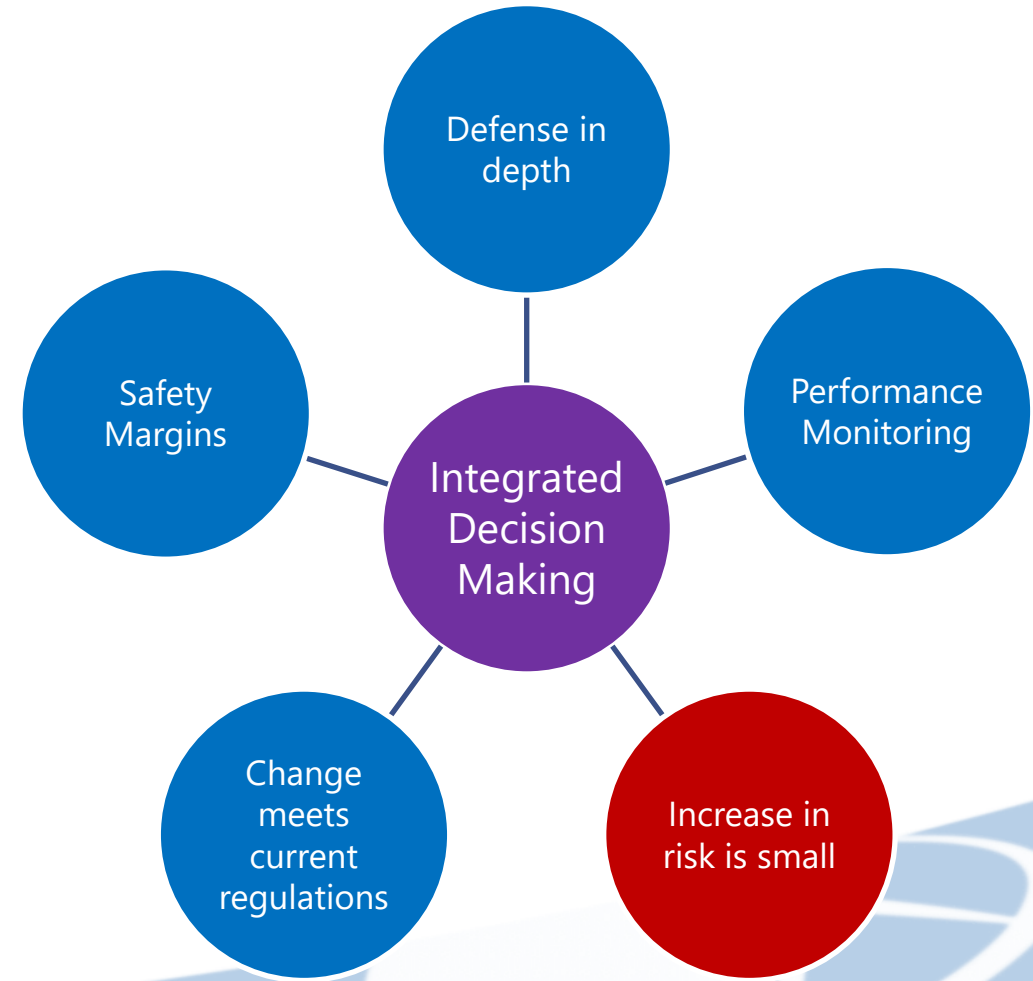 Defense in
depth
Safety
Margins
Performance
Monitoring
Integrated
Decision
Making
Change
meets
current
regulations
Increase in
risk is small